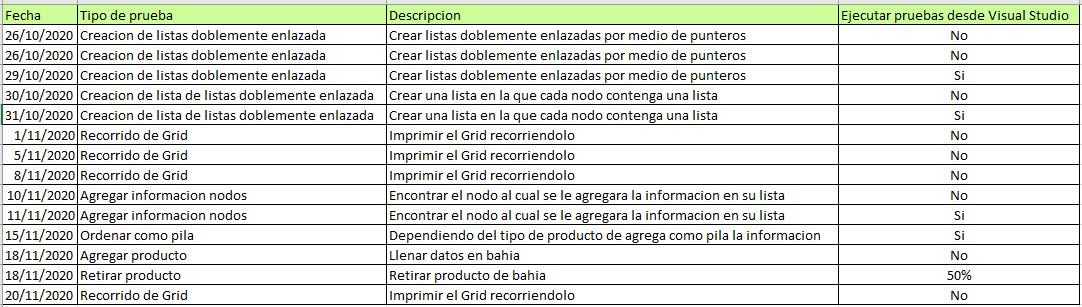 Fecha Tipo de prueba Descripcion Ejecutar pruebas desde Visual Studio
26/10/2020 Creacion de listas doblemente enlazada Crear listas doblemente enlazadas por medio de punteros No
26/10/2020 Creacion de listas doblemente enlazada Crear listas doblemente enlazadas por medio de punteros No
29/10/2020 Creacion de listas doblemente enlazada Crear listas doblemente enlazadas por medio de punteros Si
30/10/2020 Creacion de lista de listas doblemente enlazada Crear una lista en la que cada nodo contenga una lista No
31/10/2020 Creacion de lista de listas doblemente enlazada Crear una lista en la que cada nodo contenga una lista Si
1/11/2020 Recorrido de Grid Imprimir el Grid recorriendolo No
5/11/2020 Recorrido de Grid Imprimir el Grid recorriendolo No
8/11/2020 Recorrido de Grid Imprimir el Grid recorriendolo No
10/11/2020 Agregar informacion nodos Encontrar el nodo al cual se le agregara la informacion en su lista No
11/11/2020 Agregar informacion nodos Encontrar el nodo al cual se le agregara la informacion en su lista Si
15/11/2020 Ordenar como pila Dependiendo del tipo de producto de agrega como pila la informacion Si
18/11/2020 Agregar producto Llenar datos en bahia No
18/11/2020 Retirar producto Retirar producto de bahia 50%
20/11/2020 Recorrido de Grid Imprimir el Grid recorriendolo No